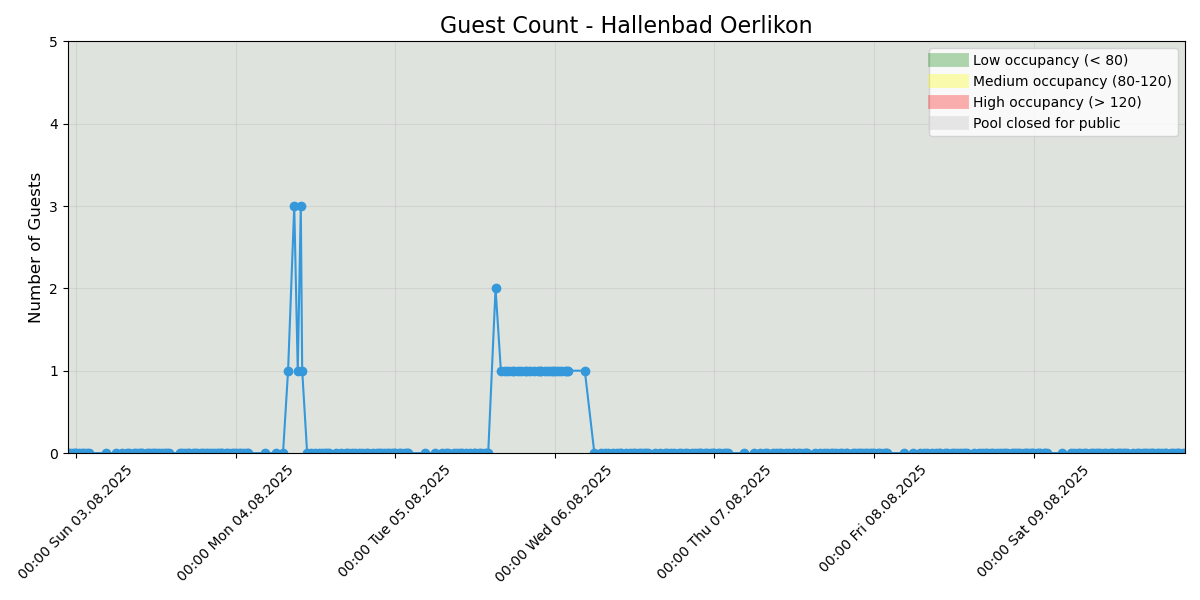 Guest Count - Hallenbad Oerlikon
Number of Guests
5
4
3
2
1
0
Low occupancy (< 80)
Medium occupancy (80-120)
High occupancy (> 120)
Pool closed for public
00:00 Sun 03.08.2025
00:00 Mon 04.08.2025
00:00 Tue 05.08.2025
00:00 Wed 06.08.2025
00:00 Thu 07.08.2025
00:00 Fri 08.08.2025
00:00 Sat 09.08.2025